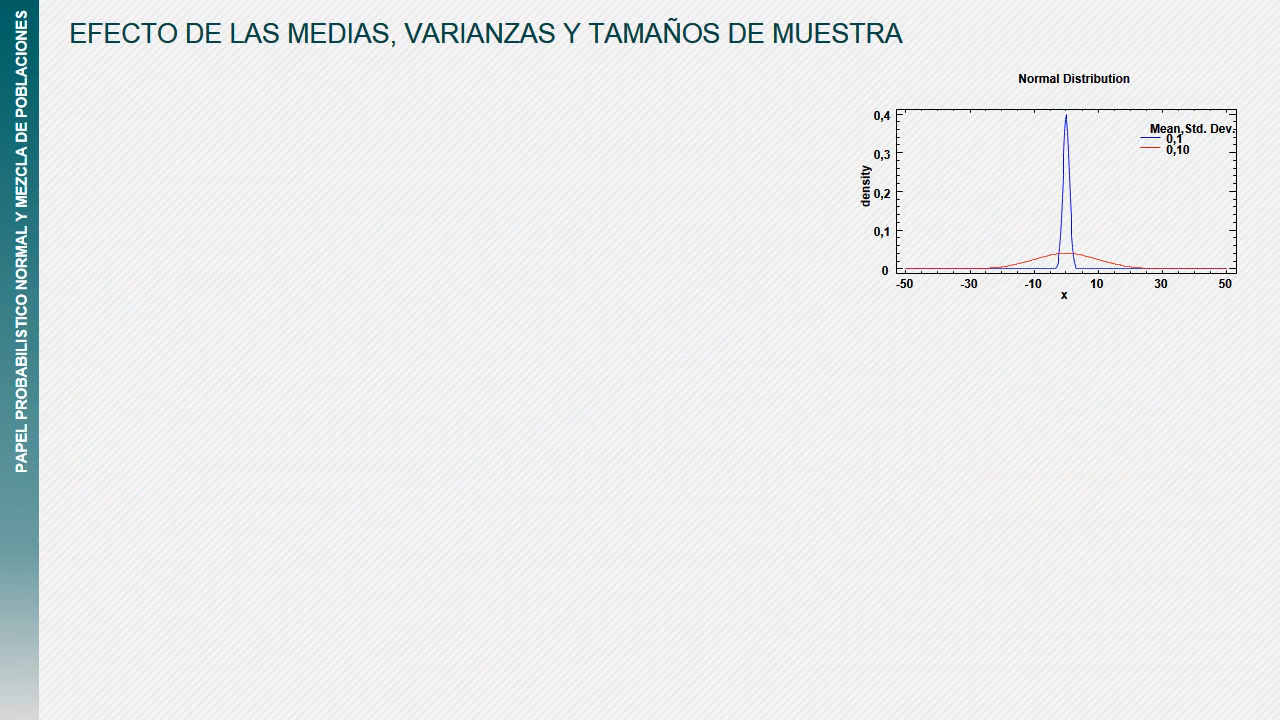 PAPEL PROBABILISTICO NORMAL Y MEZCLA DE POBLACIONES
EFECTO DE LAS MEDIAS, VARIANZAS Y TAMAÑOS DE MUESTRA
Normal Distribution
Mean,Std. Dev.
0,1
0,10
density
0,4
0,3
0,2
0,1
0
-50 -30 -10 10 30 50
x